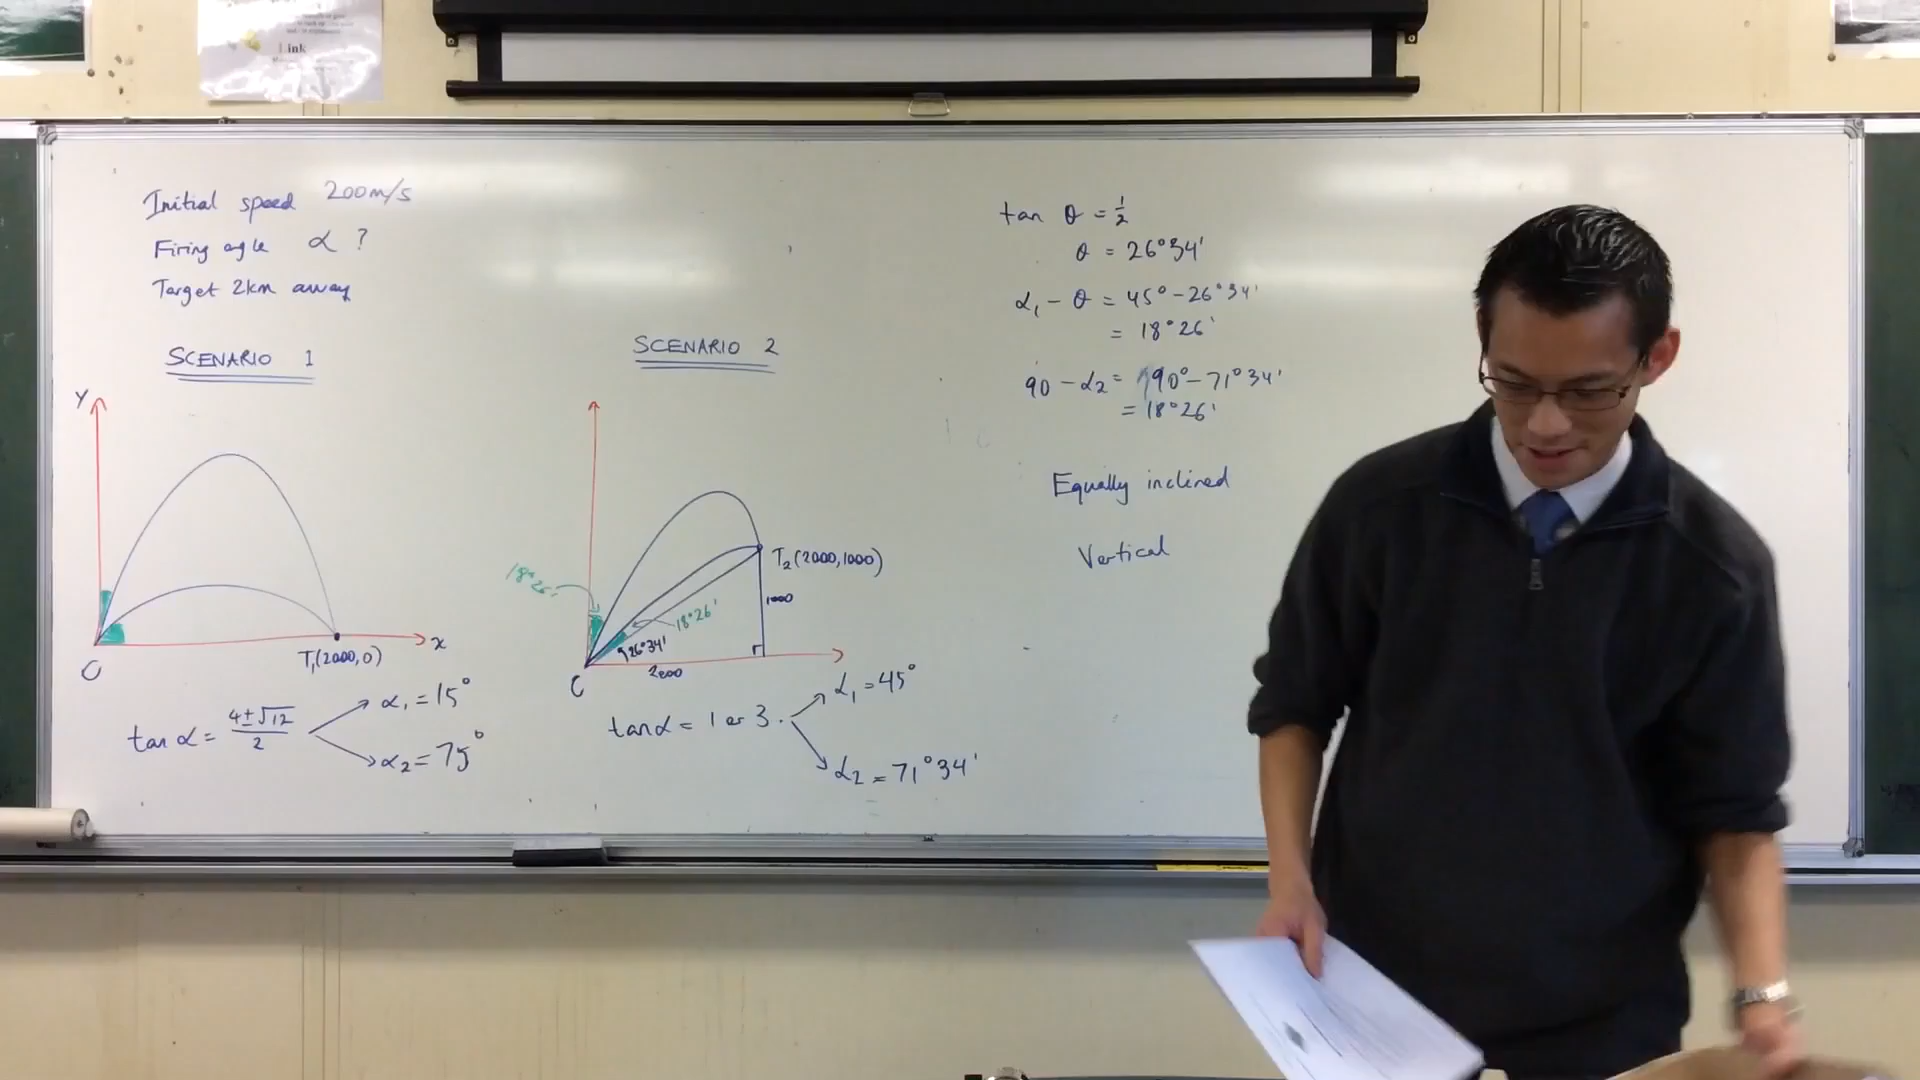 Link
Initial speed 200m/s
Firing agle α ?
Target 2km away
SCENARIO 1
Y
x
O
T₁(2000,0)
tan α = (4±√12)/2
α₁ = 15°
α₂ = 75°
SCENARIO 2
T₂(2000,1000)
1000
18°26'
18°26'
26°34'
2000
tanα = 1 or 3.
α₁ = 45°
α₂ = 71°34'
tan θ = 1/2
θ = 26°34'
α₁ - θ = 45° - 26°34'
= 18°26'
90 - α₂ = 90° - 71°34'
= 18°26'
Equally inclined
Vertical